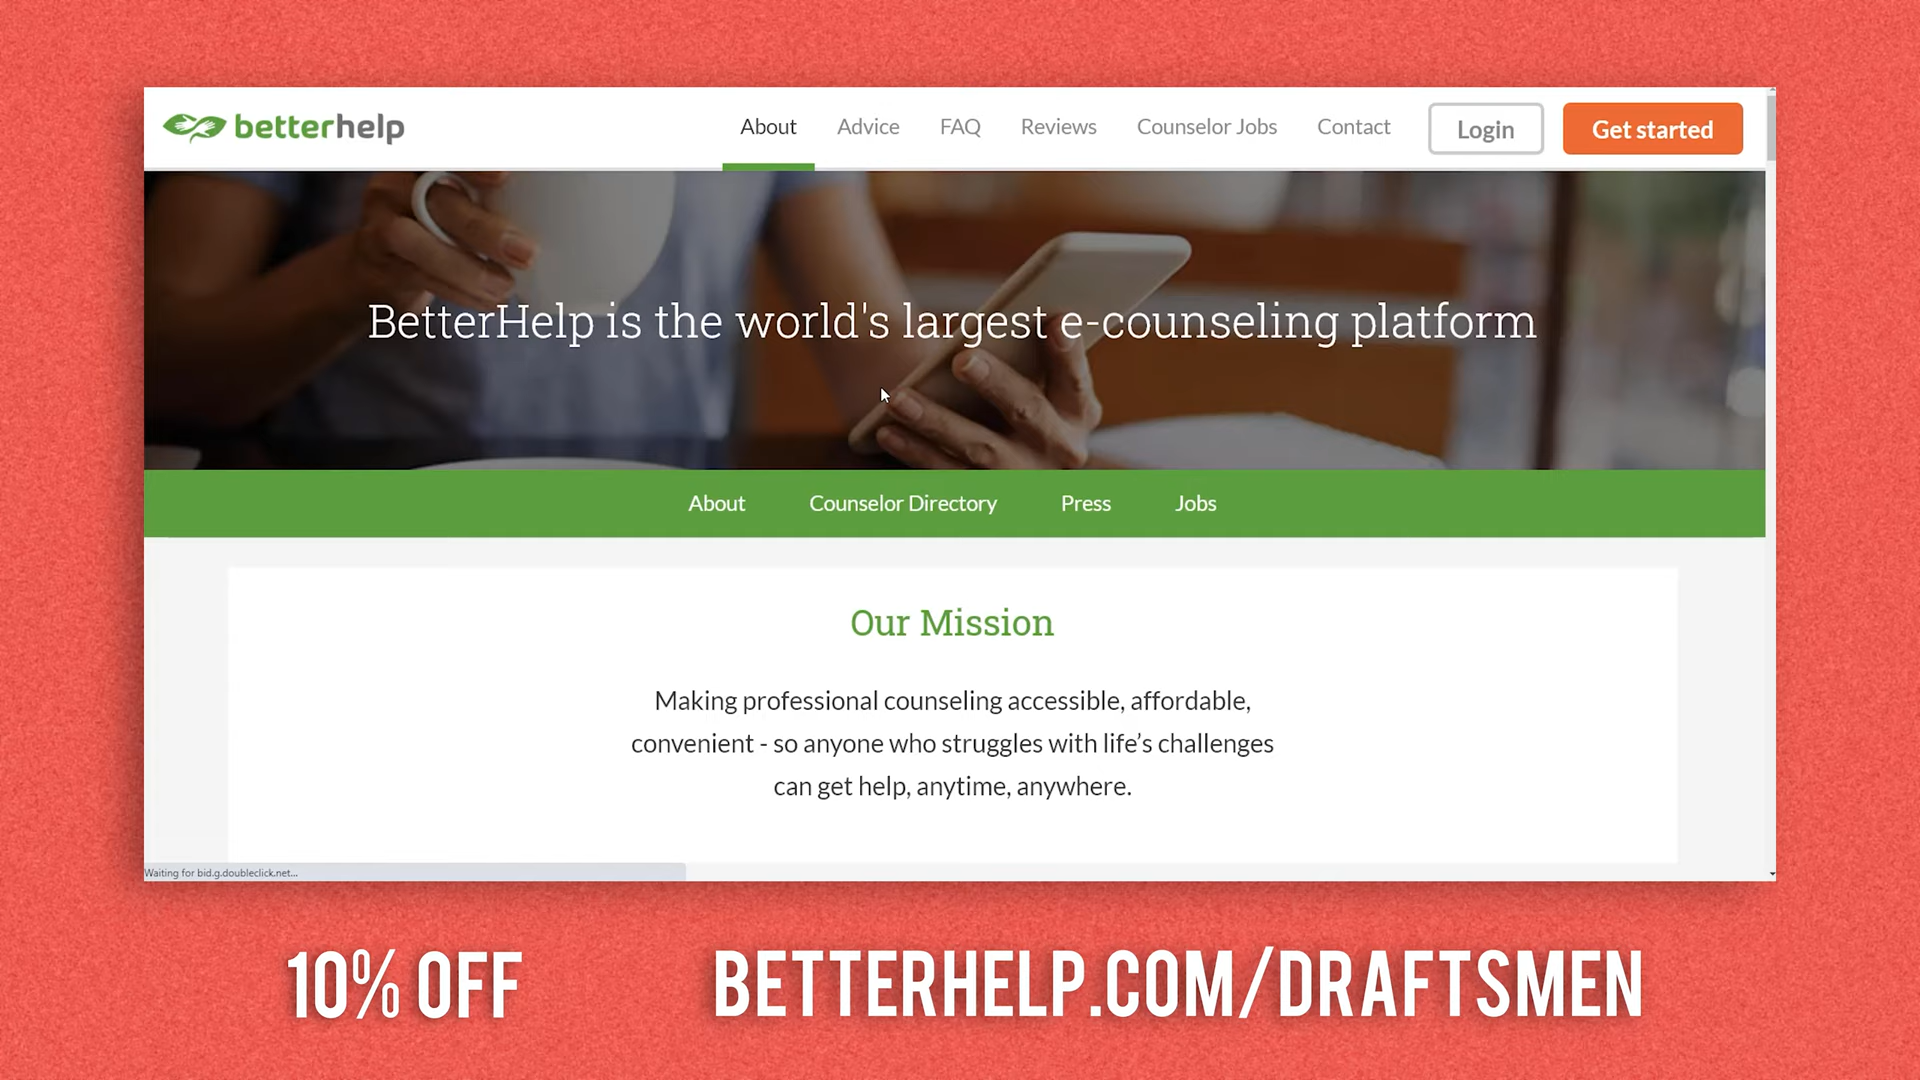 betterhelp
About Advice FAQ Reviews Counselor Jobs Contact Login Get started
BetterHelp is the world's largest e-counseling platform
About Counselor Directory Press Jobs
Our Mission
Making professional counseling accessible, affordable,
convenient - so anyone who struggles with life’s challenges
can get help, anytime, anywhere.
Waiting for bid.g.doubleclick.net...
10% OFF BETTERHELP.COM/DRAFTSMEN